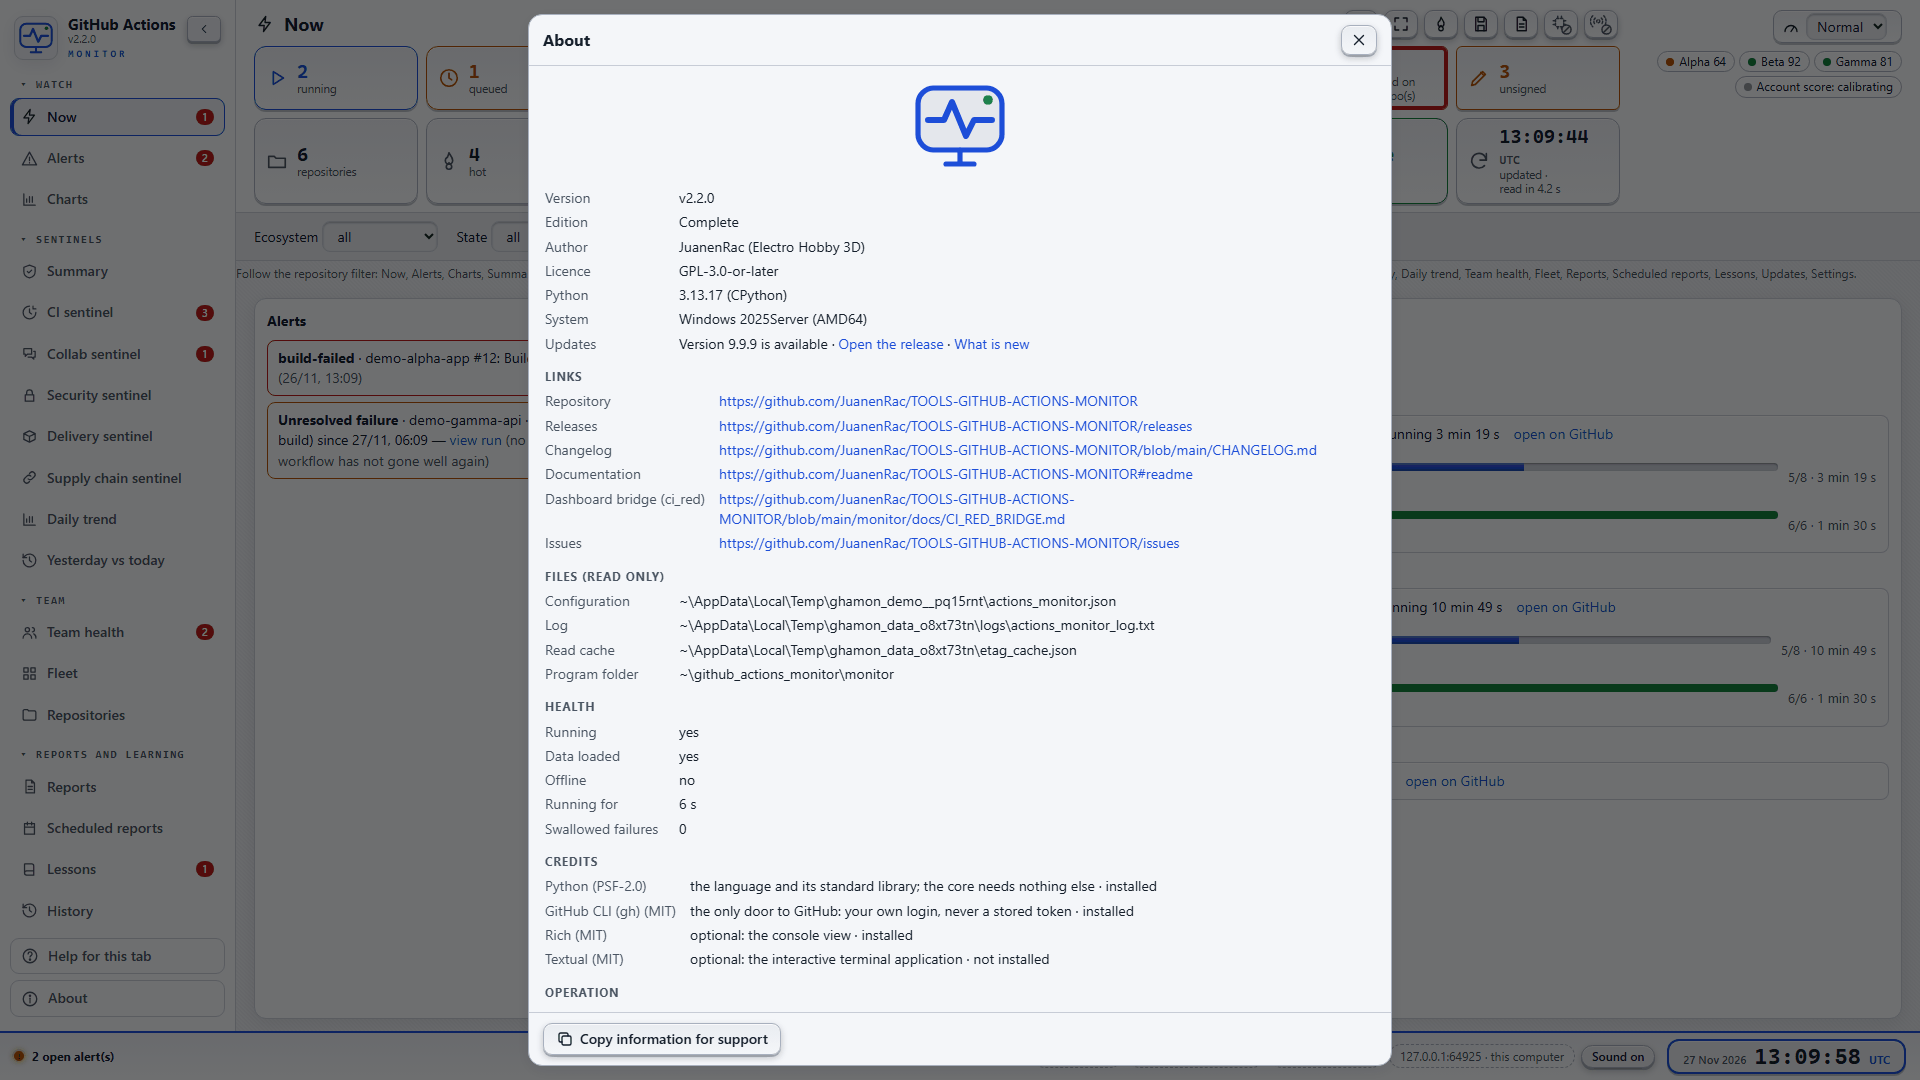 GitHub Actions
v2.2.0
MONITOR
WATCH
Now 1
Alerts 2
Charts
SENTINELS
Summary
CI sentinel 3
Collab sentinel 1
Security sentinel
Delivery sentinel
Supply chain sentinel
Daily trend
Yesterday vs today
TEAM
Team health 2
Fleet
Repositories
REPORTS AND LEARNING
Reports
Scheduled reports
Lessons 1
History
Help for this tab
About
2 open alert(s)
Now
2
running
1
queued
6
repositories
4
hot
Ecosystem all State all
Follow the repository filter: Now, Alerts, Charts, Summa
Alerts
build-failed · demo-alpha-app #12: Buil
(26/11, 13:09)
Unresolved failure · demo-gamma-api ·
build) since 27/11, 06:09 — view run (no
workflow has not gone well again)
About
Version v2.2.0
Edition Complete
Author JuanenRac (Electro Hobby 3D)
Licence GPL-3.0-or-later
Python 3.13.17 (CPython)
System Windows 2025Server (AMD64)
Updates Version 9.9.9 is available · Open the release · What is new
LINKS
Repository https://github.com/JuanenRac/TOOLS-GITHUB-ACTIONS-MONITOR
Releases https://github.com/JuanenRac/TOOLS-GITHUB-ACTIONS-MONITOR/releases
Changelog https://github.com/JuanenRac/TOOLS-GITHUB-ACTIONS-MONITOR/blob/main/CHANGELOG.md
Documentation https://github.com/JuanenRac/TOOLS-GITHUB-ACTIONS-MONITOR#readme
Dashboard bridge (ci_red) https://github.com/JuanenRac/TOOLS-GITHUB-ACTIONS-
MONITOR/blob/main/monitor/docs/CI_RED_BRIDGE.md
Issues https://github.com/JuanenRac/TOOLS-GITHUB-ACTIONS-MONITOR/issues
FILES (READ ONLY)
Configuration ~\AppData\Local\Temp\ghamon_demo__pq15rnt\actions_monitor.json
Log ~\AppData\Local\Temp\ghamon_data_o8xt73tn\logs\actions_monitor_log.txt
Read cache ~\AppData\Local\Temp\ghamon_data_o8xt73tn\etag_cache.json
Program folder ~\github_actions_monitor\monitor
HEALTH
Running yes
Data loaded yes
Offline no
Running for 6 s
Swallowed failures 0
CREDITS
Python (PSF-2.0) the language and its standard library; the core needs nothing else · installed
GitHub CLI (gh) (MIT) the only door to GitHub: your own login, never a stored token · installed
Rich (MIT) optional: the console view · installed
Textual (MIT) optional: the interactive terminal application · not installed
OPERATION
Copy information for support
Normal
d on
oo(s)
3
unsigned
13:09:44
UTC
updated ·
read in 4.2 s
Alpha 64 Beta 92 Gamma 81
Account score: calibrating
, Daily trend, Team health, Fleet, Reports, Scheduled reports, Lessons, Updates, Settings.
unning 3 min 19 s open on GitHub
5/8 · 3 min 19 s
6/6 · 1 min 30 s
nning 10 min 49 s open on GitHub
5/8 · 10 min 49 s
6/6 · 1 min 30 s
open on GitHub
127.0.0.1:64925 · this computer
Sound on
27 Nov 2026 13:09:58 UTC